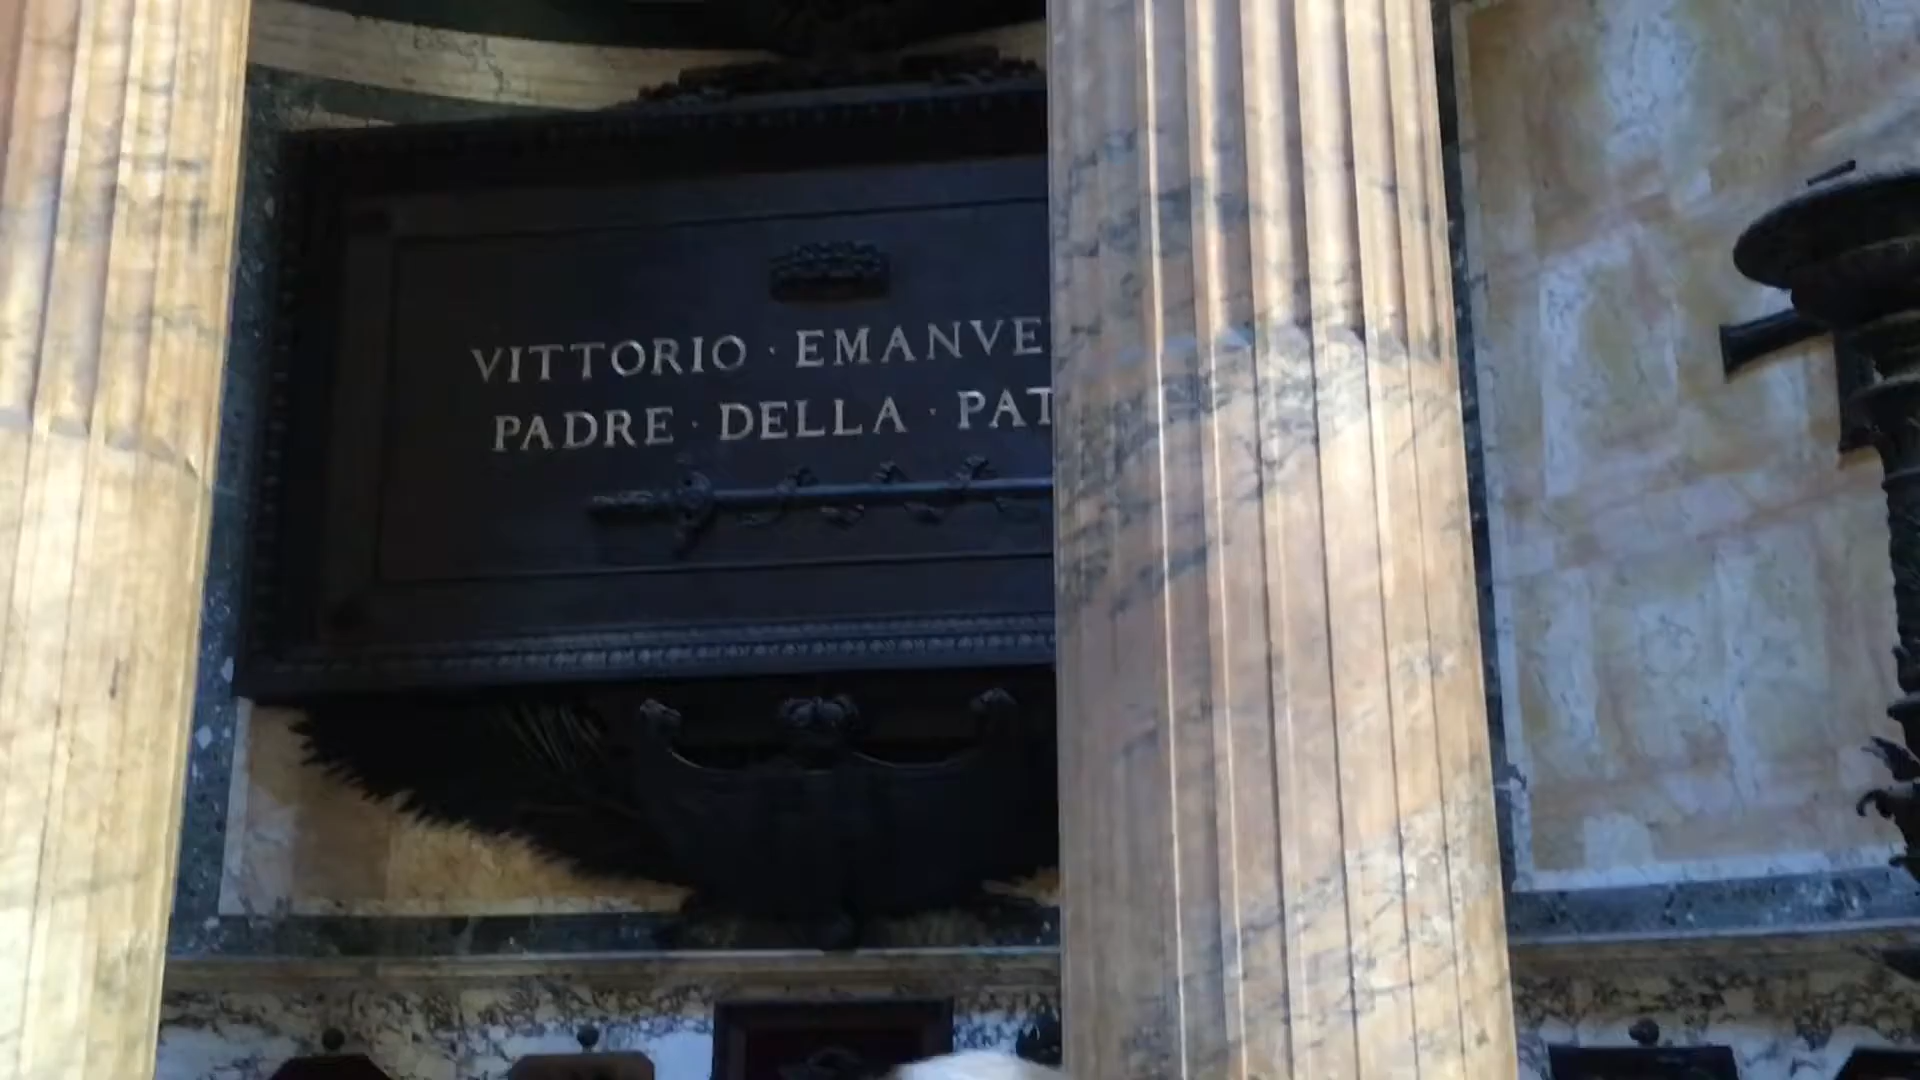 VITTORIO · EMANVE
PADRE · DELLA · PAT